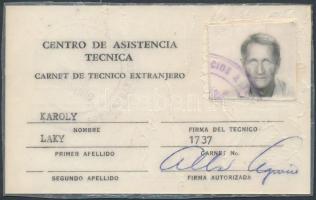 CENTRO DE ASISTENCIA
TECNICA
CARNET DE TECNICO EXTRANJERO
KAROLY
NOMBRE FIRMA DEL TECNICO
LAKY 1737
PRIMER APELLIDO CARNET No.
SEGUNDO APELLIDO FIRMA AUTORIZADA